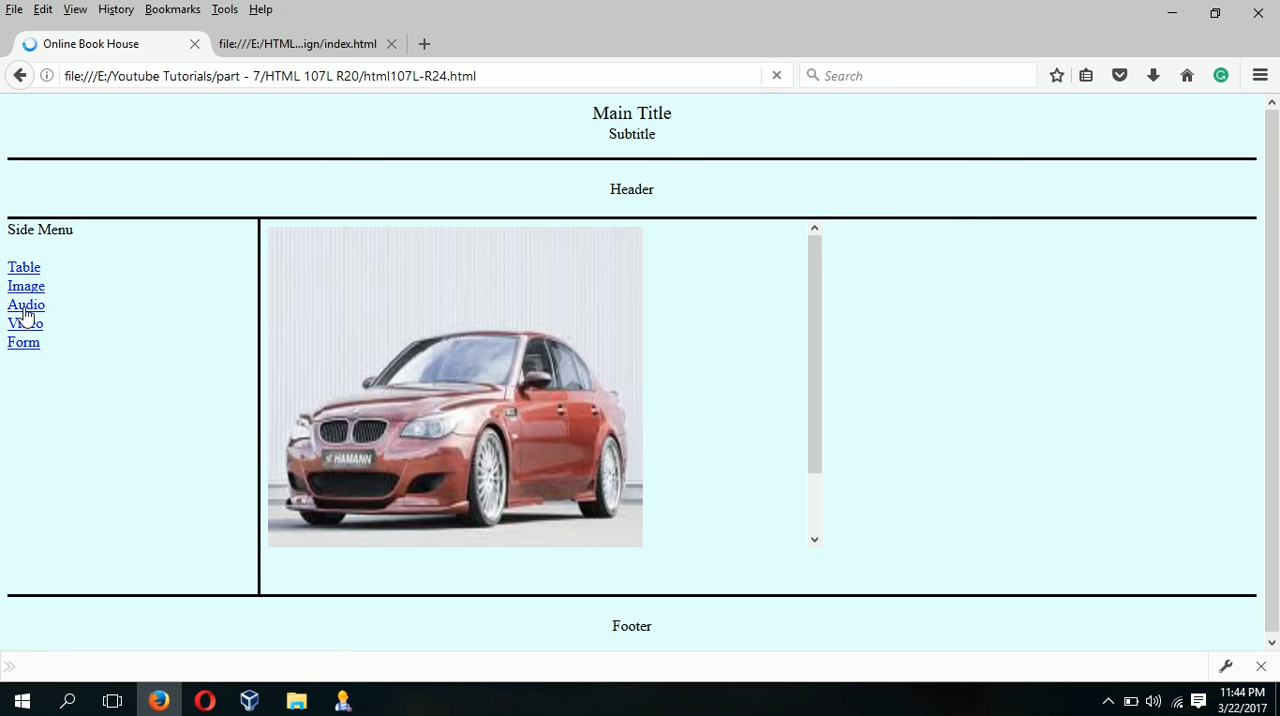 File Edit View History Bookmarks Tools Help
Online Book House
file:///E:/HTML...ign/index.html
file:///E:/Youtube Tutorials/part - 7/HTML 107L R20/html107L-R24.html
Search
Main Title
Subtitle
Header
Side Menu
Table
Image
Audio
Video
Form
HAMANN
Footer
11:44 PM
3/22/2017